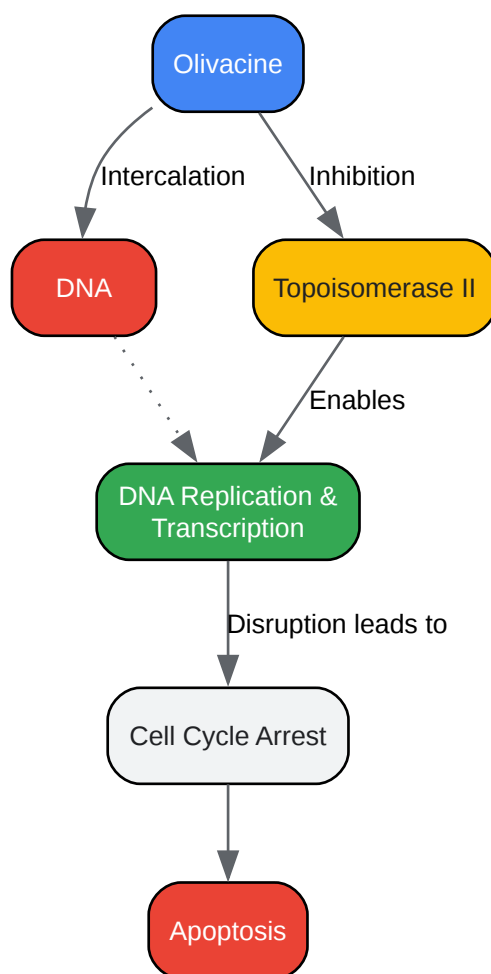 Olivacine
Intercalation
Inhibition
DNA
Topoisomerase II
Enables
DNA Replication &
Transcription
Disruption leads to
Cell Cycle Arrest
Apoptosis